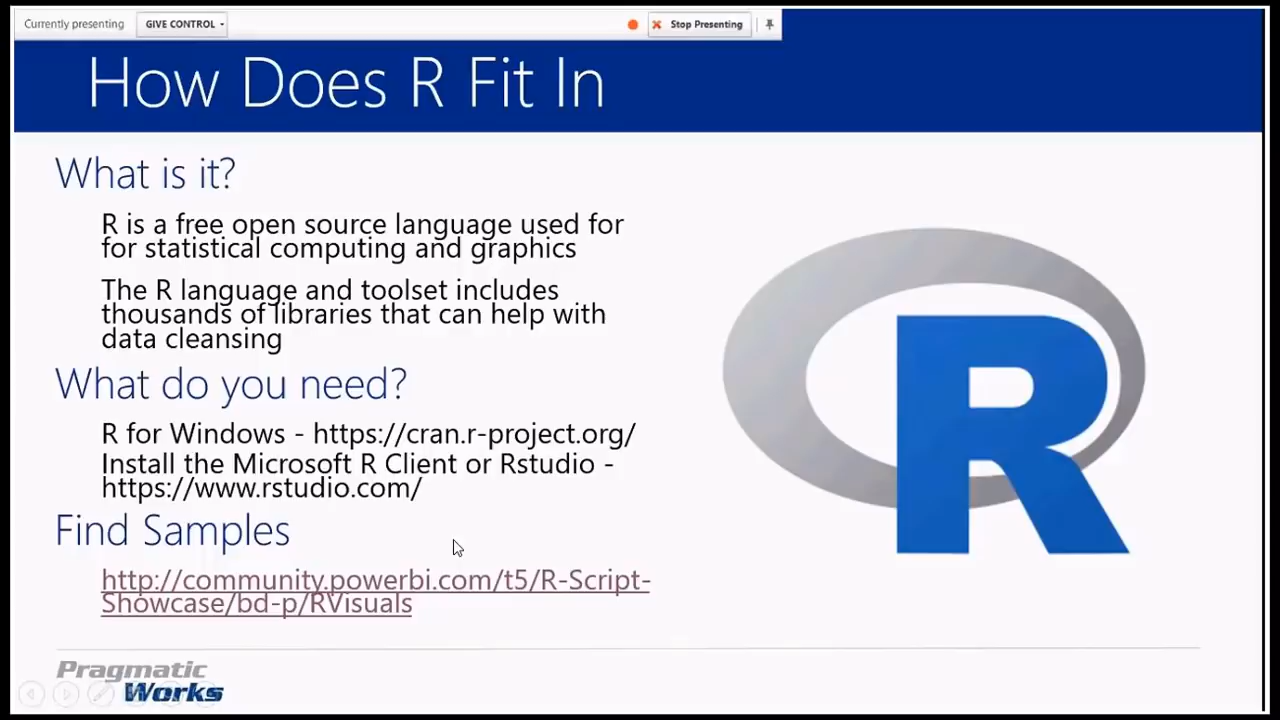 Currently presenting GIVE CONTROL Stop Presenting
How Does R Fit In
What is it?
R is a free open source language used for
for statistical computing and graphics
The R language and toolset includes
thousands of libraries that can help with
data cleansing
What do you need?
R for Windows - https://cran.r-project.org/
Install the Microsoft R Client or Rstudio -
https://www.rstudio.com/
Find Samples
http://community.powerbi.com/t5/R-Script-
Showcase/bd-p/RVisuals
R
Pragmatic
Works